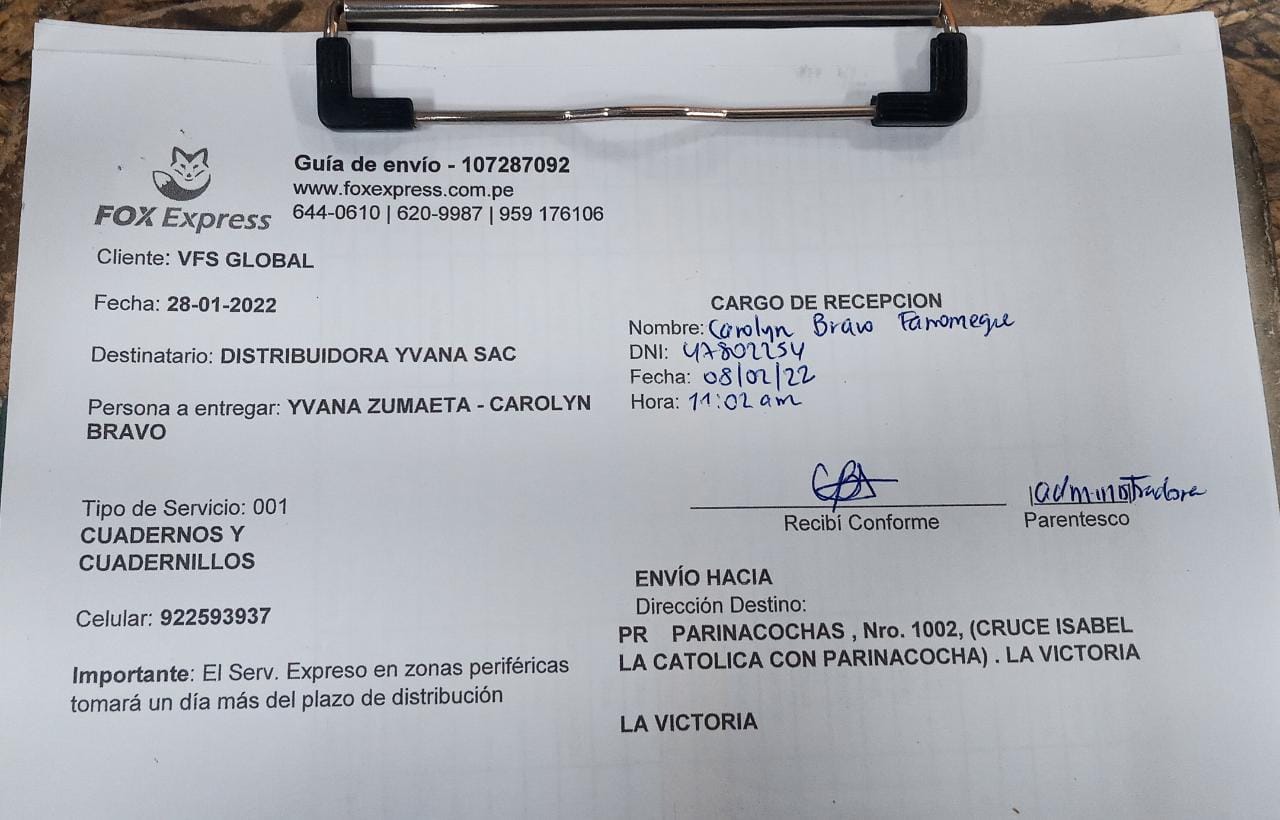 Guía de envío - 107287092
www.foxexpress.com.pe
644-0610 | 620-9987 | 959 176106
FOX Express
Cliente: VFS GLOBAL
Fecha: 28-01-2022
Destinatario: DISTRIBUIDORA YVANA SAC
Persona a entregar: YVANA ZUMAETA - CAROLYN
BRAVO
Tipo de Servicio: 001
CUADERNOS Y
CUADERNILLOS
Celular: 922593937
Importante: El Serv. Expreso en zonas periféricas
tomará un día más del plazo de distribución
CARGO DE RECEPCION
Nombre: Carolyn Bravo
DNI: 47802254
Fecha: 08/02/22
Hora: 11:02 am
administradora
Recibí Conforme
Parentesco
ENVÍO HACIA
Dirección Destino:
PR PARINACOCHAS , Nro. 1002, (CRUCE ISABEL
LA CATOLICA CON PARINACOCHA) . LA VICTORIA
LA VICTORIA